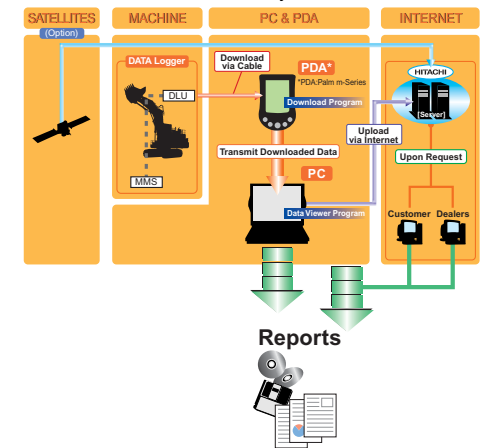 SATELLITES
(Option)
MACHINE
PC & PDA
INTERNET
DATA Logger
DLU
MMS
Download
via Cable
PDA*
*PDA:Palm m-Series
Download Program
Transmit Downloaded Data
PC
Data Viewer Program
Upload
via Internet
HITACHI
[Server]
Upon Request
Customer
Dealers
Reports